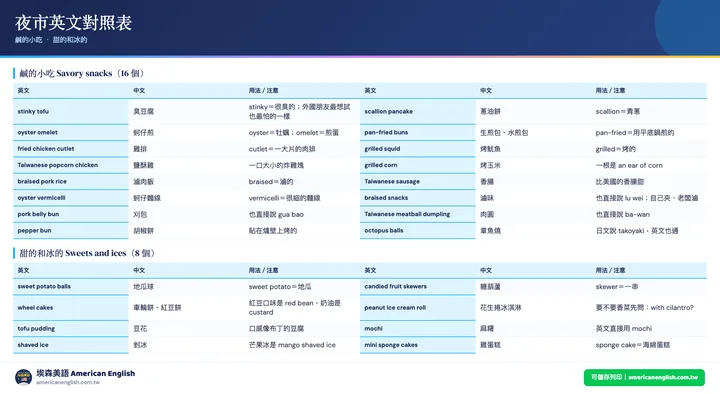 夜市英文對照表
鹹的小吃 · 甜的和冰的
鹹的小吃 Savory snacks（16 個）
英文 中文 用法 / 注意 英文 中文 用法 / 注意
stinky tofu 臭豆腐 stinky＝很臭的；外國朋友最想試也最怕的一樣 scallion pancake 蔥油餅 scallion＝青蔥
oyster omelet 蚵仔煎 oyster＝牡蠣；omelet＝煎蛋 pan-fried buns 生煎包、水煎包 pan-fried＝用平底鍋煎的
fried chicken cutlet 雞排 cutlet＝一大片的肉排 grilled squid 烤魷魚 grilled＝烤的
Taiwanese popcorn chicken 鹽酥雞 一口大小的炸雞塊 grilled corn 烤玉米 一根是 an ear of corn
braised pork rice 滷肉飯 braised＝滷的 Taiwanese sausage 香腸 比美國的香腸甜
oyster vermicelli 蚵仔麵線 vermicelli＝很細的麵線 braised snacks 滷味 也直接說 lu wei；自己夾、老闆滷
pork belly bun 刈包 也直接說 gua bao Taiwanese meatball dumpling 肉圓 也直接說 ba-wan
pepper bun 胡椒餅 貼在爐壁上烤的 octopus balls 章魚燒 日文說 takoyaki，英文也通
甜的和冰的 Sweets and ices（8 個）
英文 中文 用法 / 注意 英文 中文 用法 / 注意
sweet potato balls 地瓜球 sweet potato＝地瓜 candied fruit skewers 糖葫蘆 skewer＝一串
wheel cakes 車輪餅、紅豆餅 紅豆口味是 red bean，奶油是 custard peanut ice cream roll 花生捲冰淇淋 要不要香菜先問：with cilantro?
tofu pudding 豆花 口感像布丁的豆腐 mochi 麻糬 英文直接用 mochi
shaved ice 剉冰 芒果冰是 mango shaved ice mini sponge cakes 雞蛋糕 sponge cake＝海綿蛋糕
埃森美語 American English
americanenglish.com.tw
可儲存列印｜americanenglish.com.tw